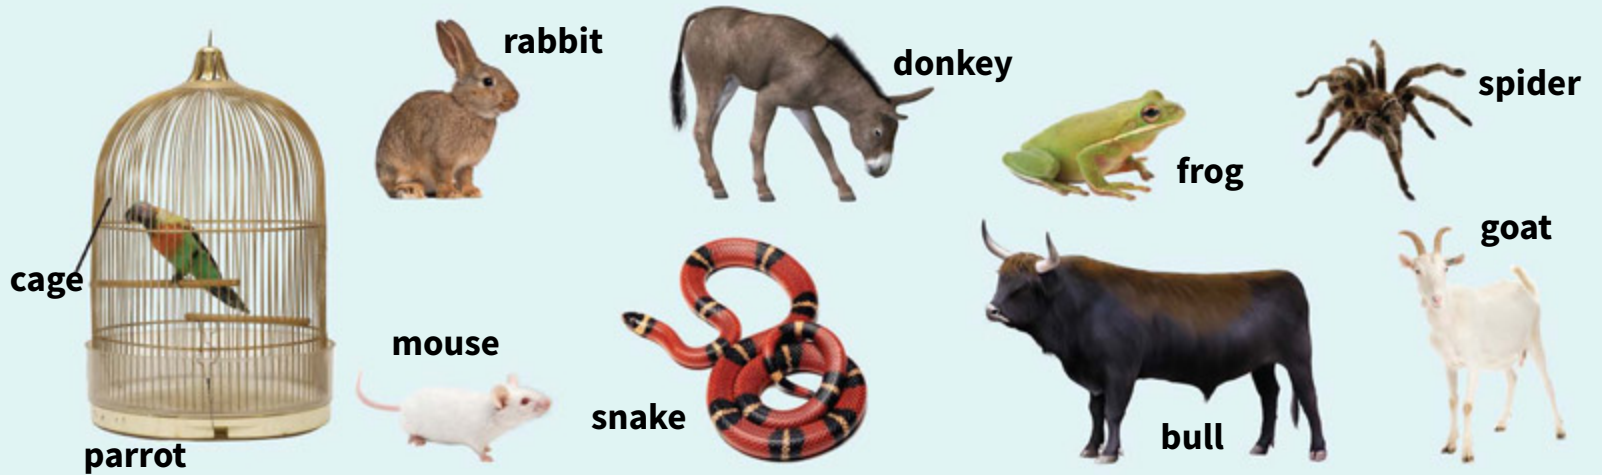 rabbit
donkey
spider
frog
goat
cage
mouse
snake
bull
parrot